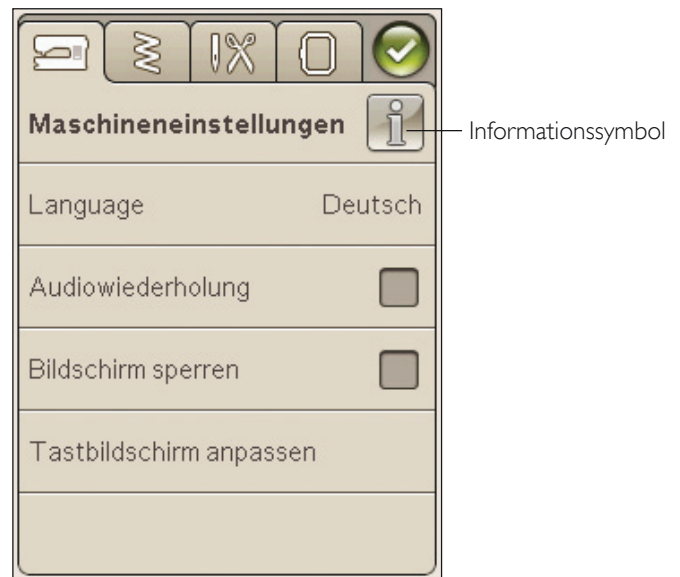 Maschineneinstellungen
Informationssymbol
Language Deutsch
Audiowiederholung
Bildschirm sperren
Tastbildschirm anpassen